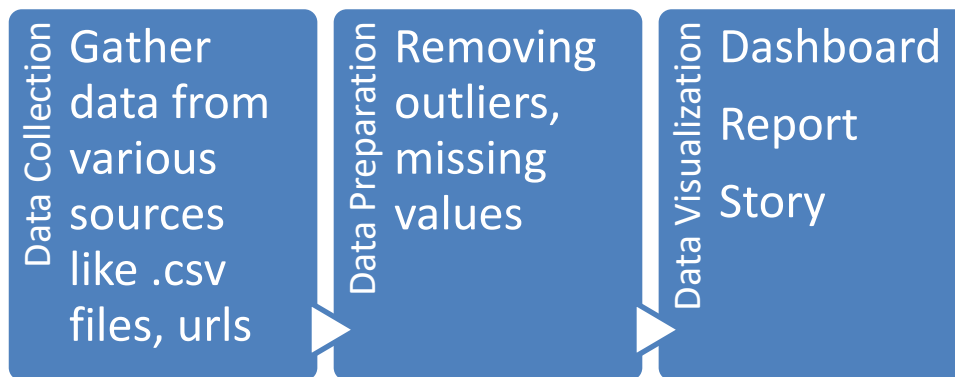 Data Collection
Gather
data from
various
sources
like .csv
files, urls
Data Preparation
Removing
outliers,
missing
values
Data Visualization
Dashboard
Report
Story